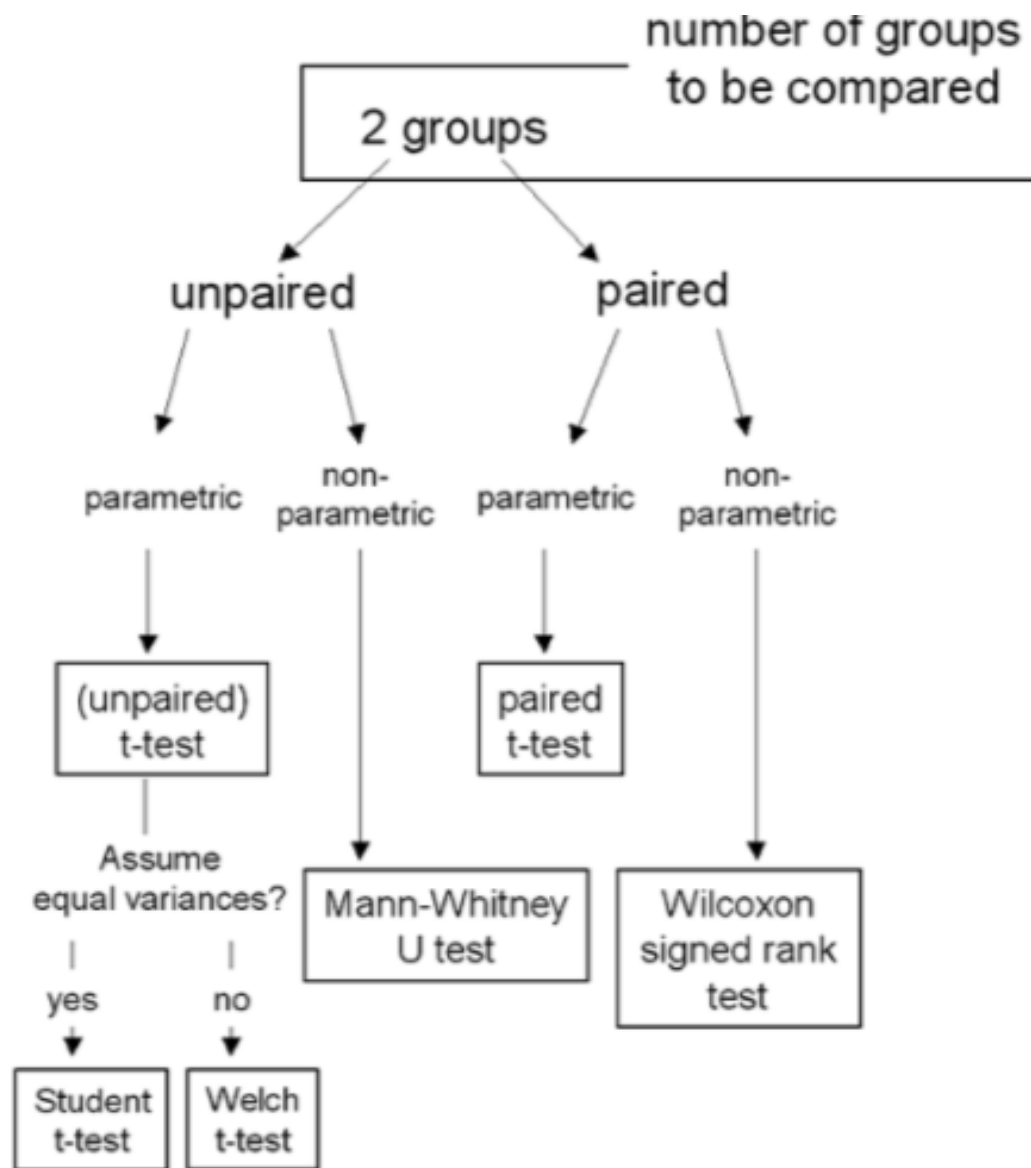 number of groups
to be compared
2 groups
unpaired
paired
parametric
non-
parametric
parametric
non-
parametric
(unpaired)
t-test
paired
t-test
Assume
equal variances?
Mann-Whitney
U test
Wilcoxon
signed rank
test
yes
no
Student
t-test
Welch
t-test